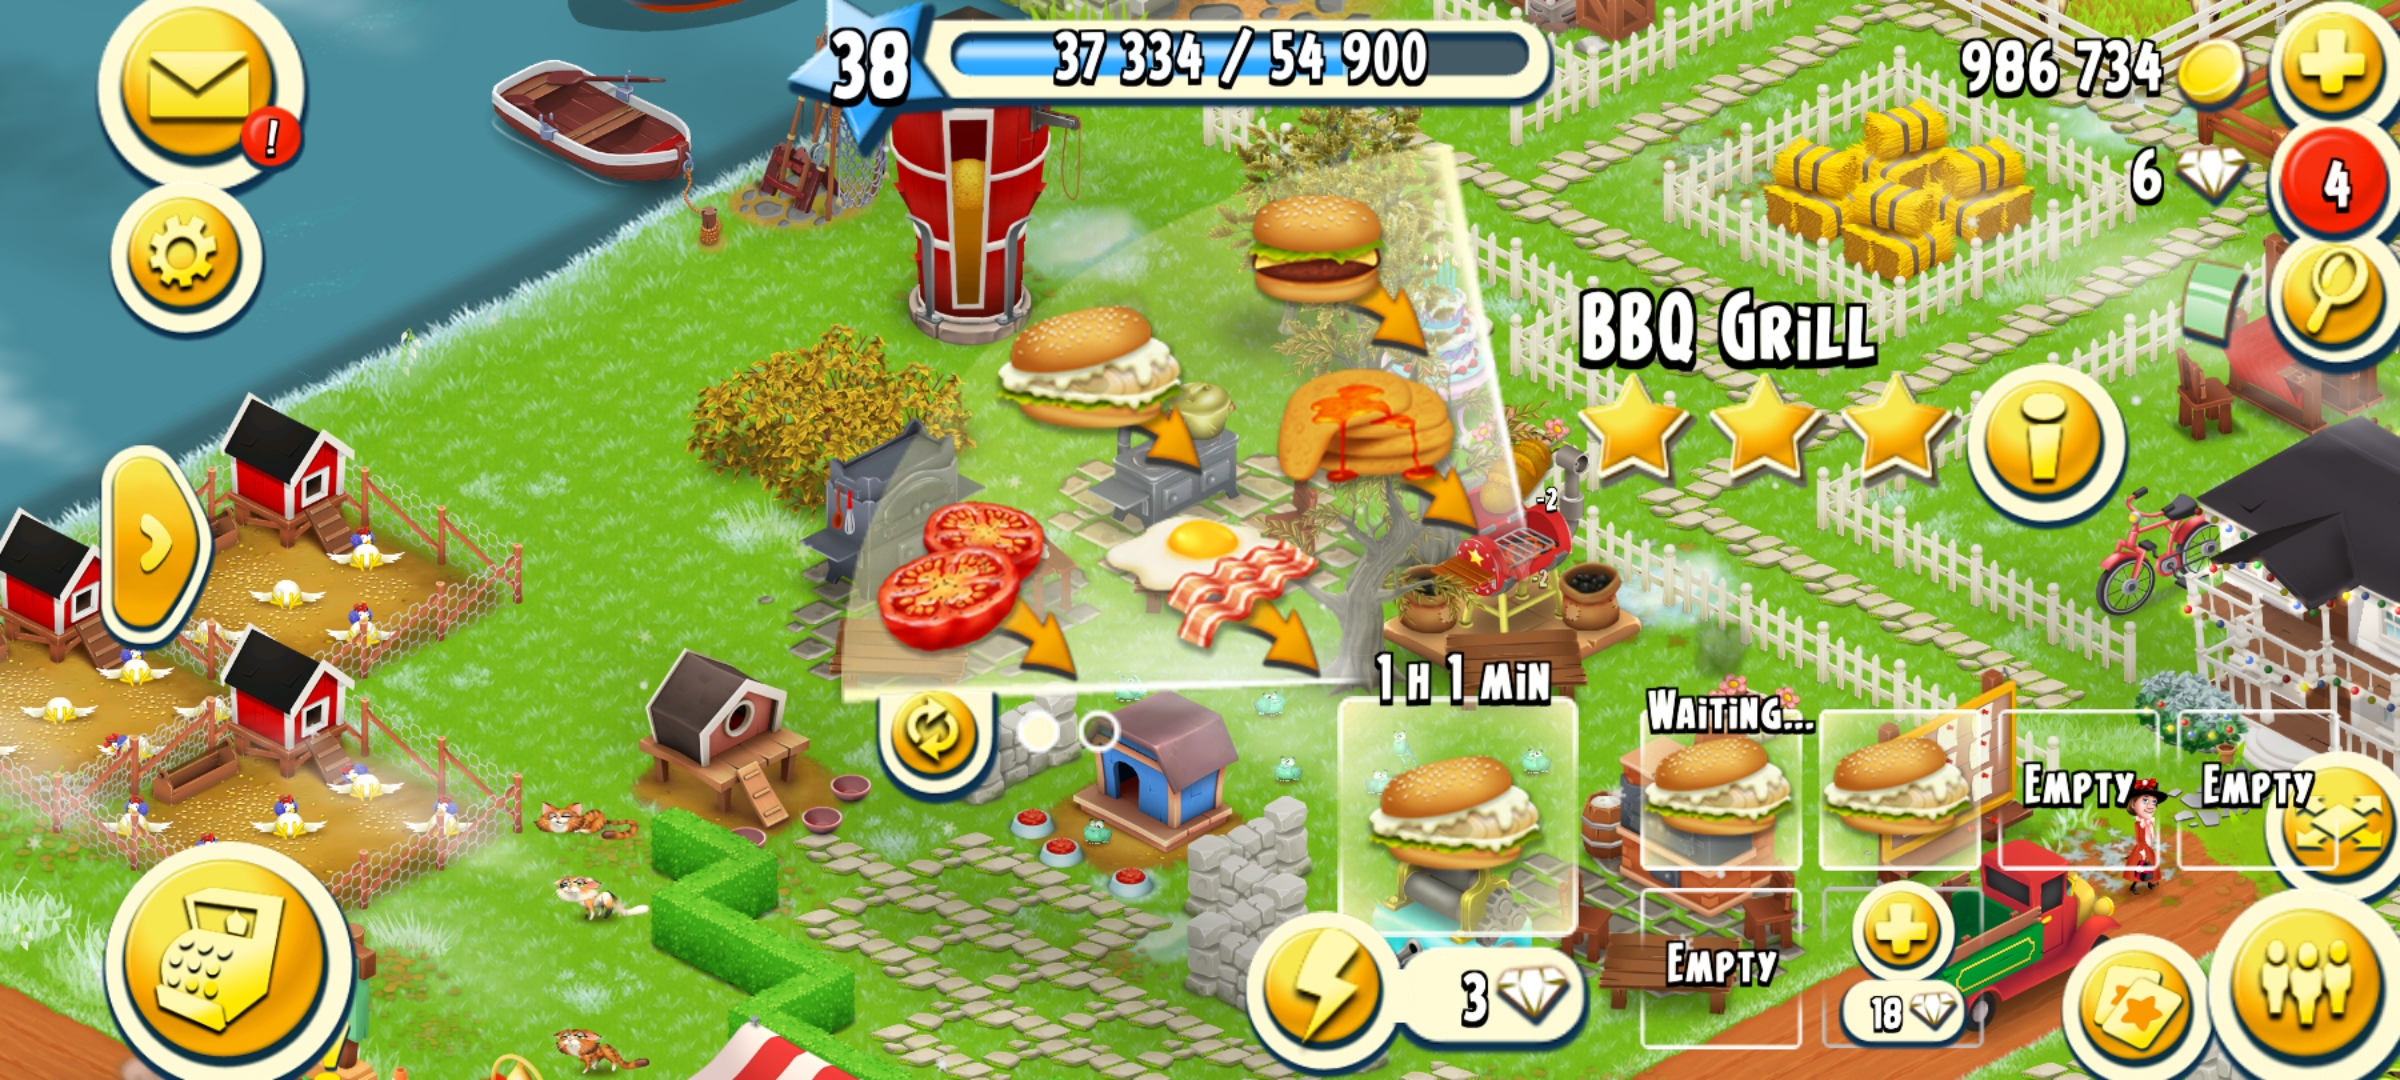 !
38
37 334 / 54 900
986 734
6
4
BBQ GRiLL
-2
-2
1 H 1 MiN
WAiTiNG...
EMPTY
EMPTY
EMPTY
3
18